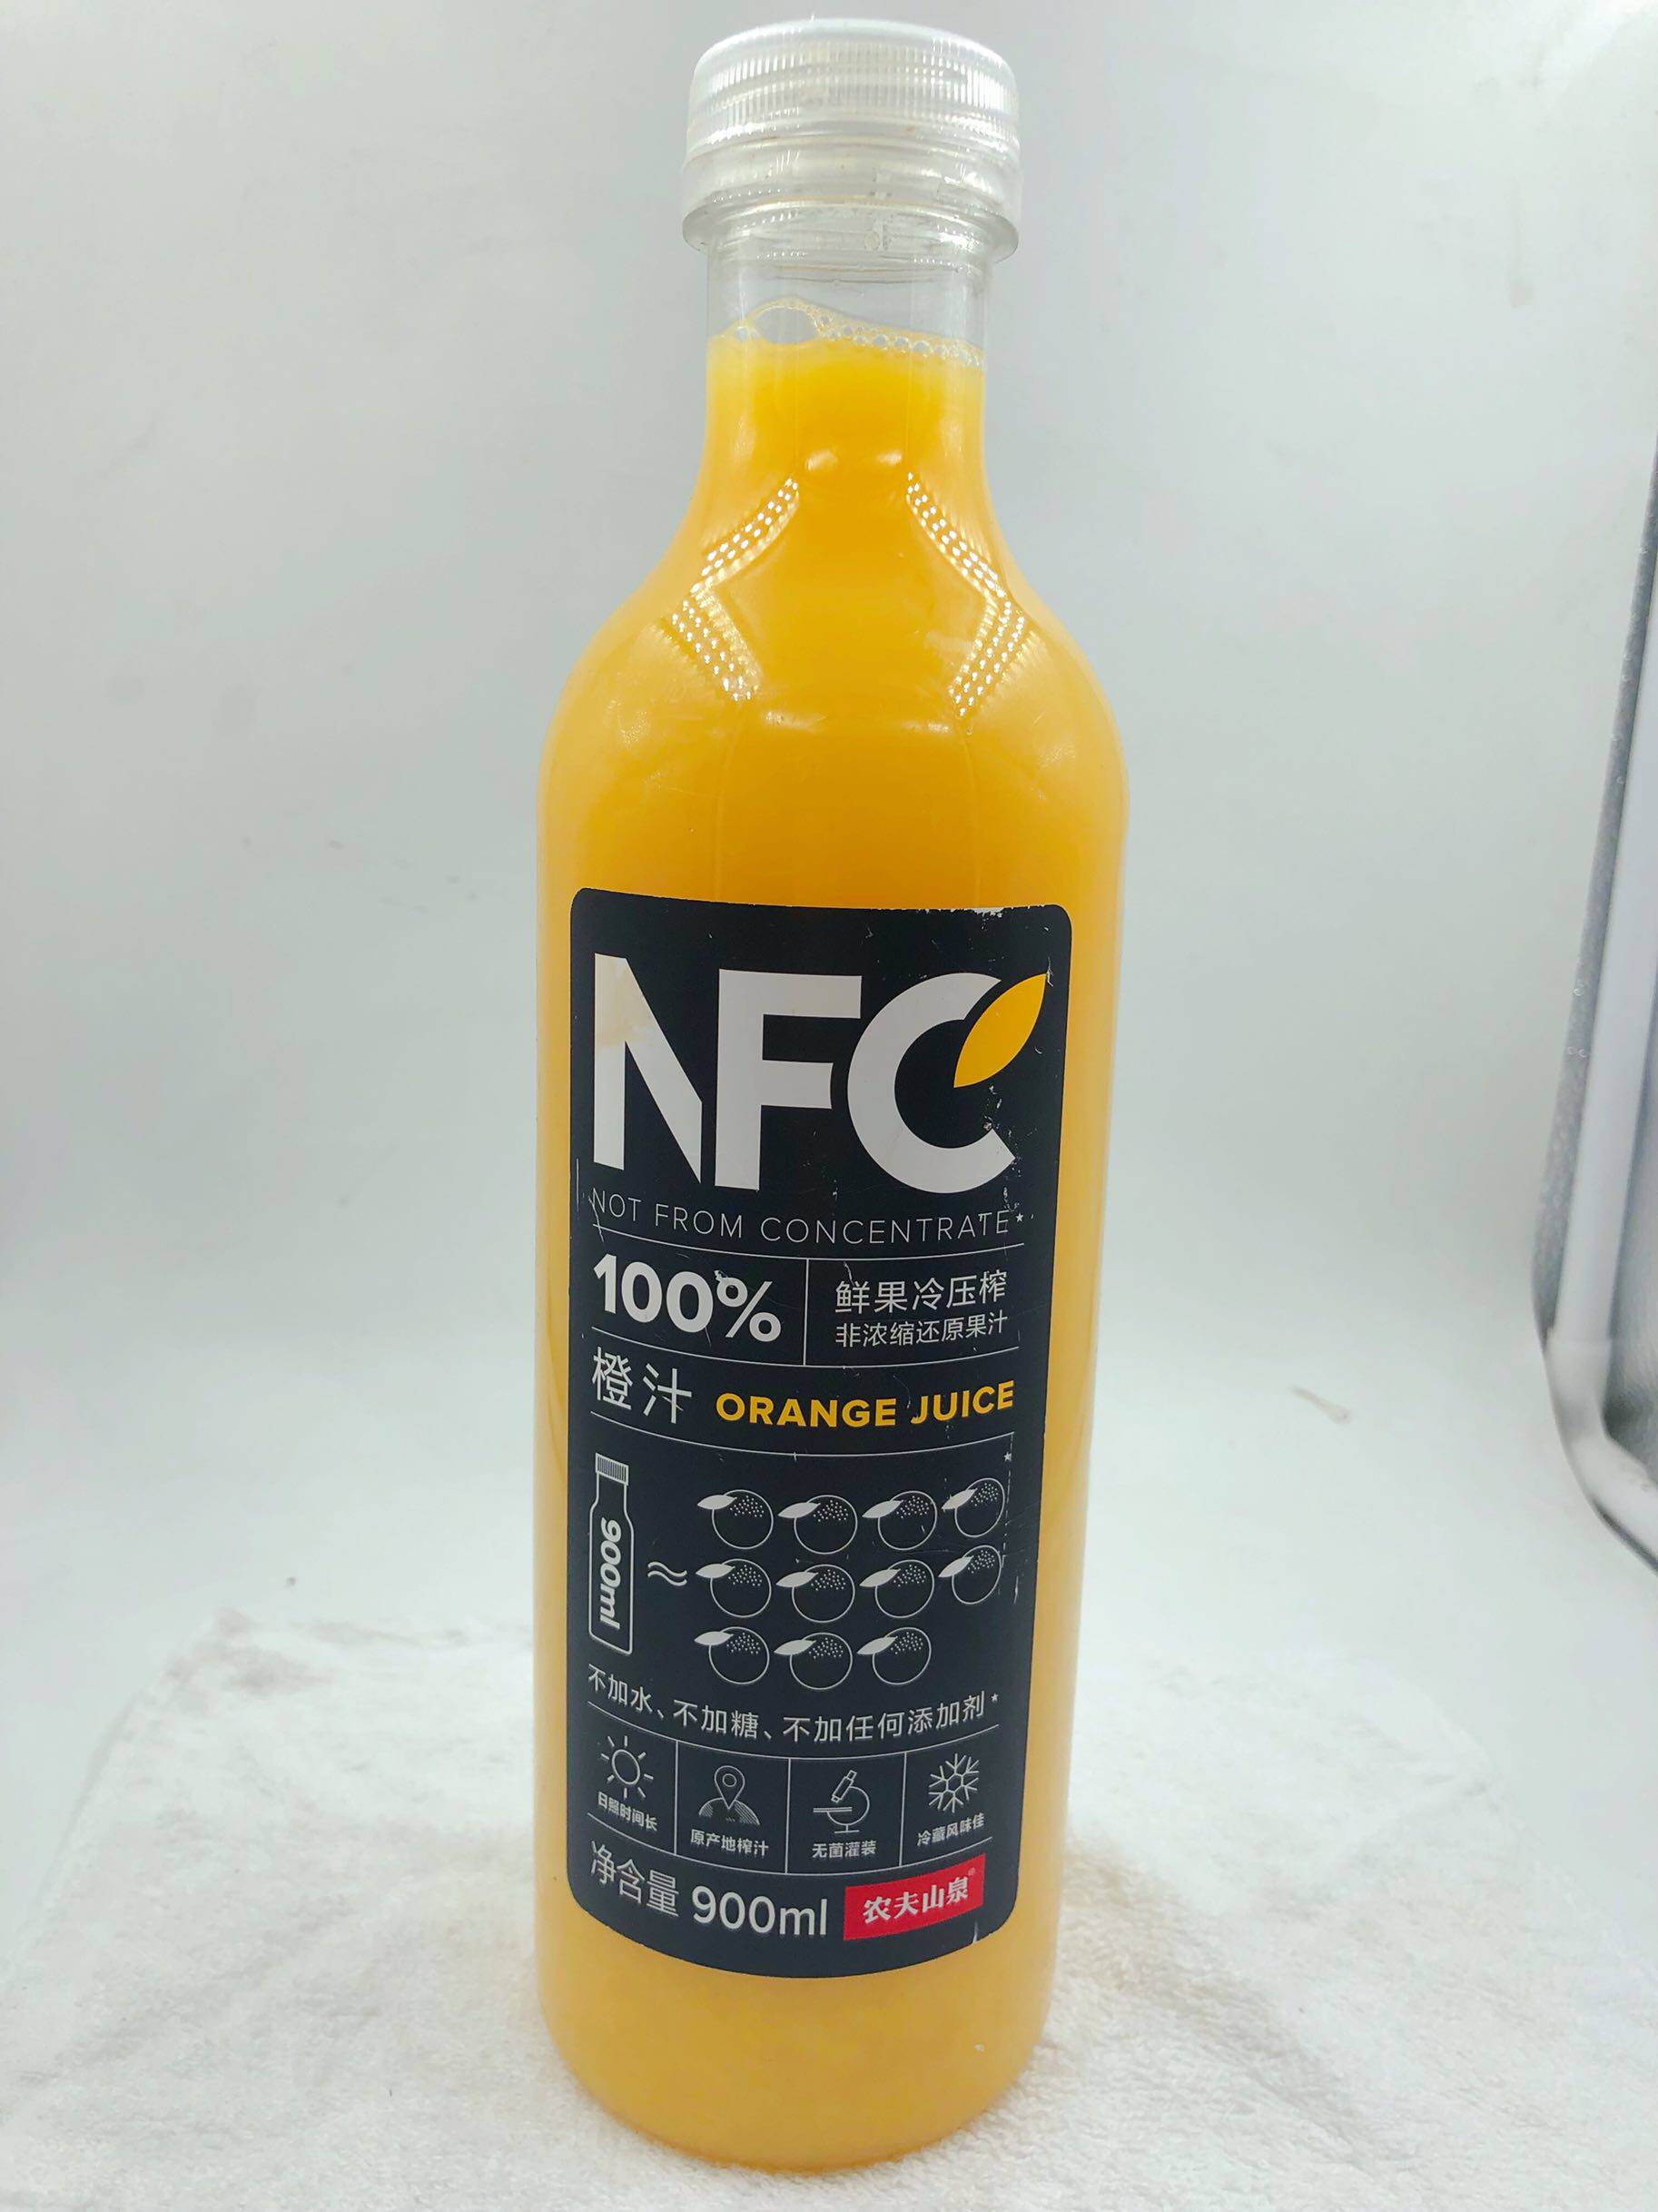 NFC
NOT FROM CONCENTRATE*
100%
鲜果冷压榨
非浓缩还原果汁
橙汁 ORANGE JUICE
900ml ≈
不加水、不加糖、不加任何添加剂*
日照时间长
原产地榨汁
无菌灌装
冷藏风味佳
净含量 900ml
农夫山泉®